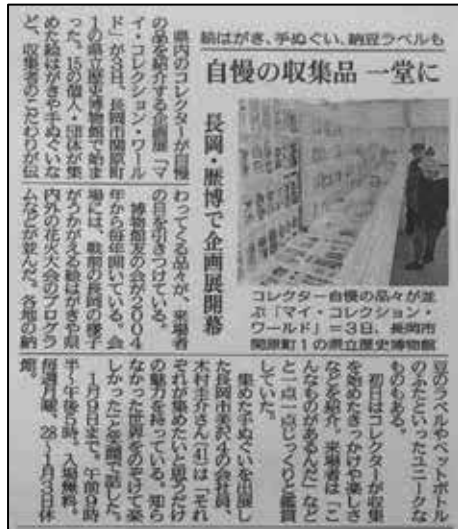 絵はがき、手ぬぐい、納豆ラベルも
自慢の収集品 一堂に
長岡・歴博で企画展開幕
コレクター自慢の品々が並
ぶ「マイ・コレクション・
ワールド」＝3日、長岡市
関原町1の県立歴史博物館
県内のコレクターが自慢
の品を紹介する企画展「マ
イ・コレクション・ワール
ド」が3日、長岡市関原町
1の県立歴史博物館で始ま
った。15の個人・団体が集
めた絵はがきや手ぬぐいな
ど、収集者のこだわりが伝
わってくる品々が、来場者
の目を引きつけている。
博物館友の会が2004
年から毎年開いている。会
場には、戦前の長岡の様子
がうかがえる絵はがきや県
内外の花火大会のプログラ
ムなどが並んだ。各地の納
豆のラベルやペットボトル
のふたといったユニークな
ものもある。
初日はコレクターが収集
を始めたきっかけや楽しさ
などを紹介。来場者は「こ
んなものがあるんだ」など
と一点一点じっくりと鑑賞
していた。
集めた手ぬぐいを出展し
た長岡市美沢4の会社員、
木村圭介さん(41)は「それ
ぞれが集めたいと思うだけ
の魅力を持っている。知ら
なかった世界をのぞけて楽
しかった」と笑顔で話した。
1月9日まで。午前9時
半〜午後5時。入場無料。
毎週月曜、28〜1月3日休
館。